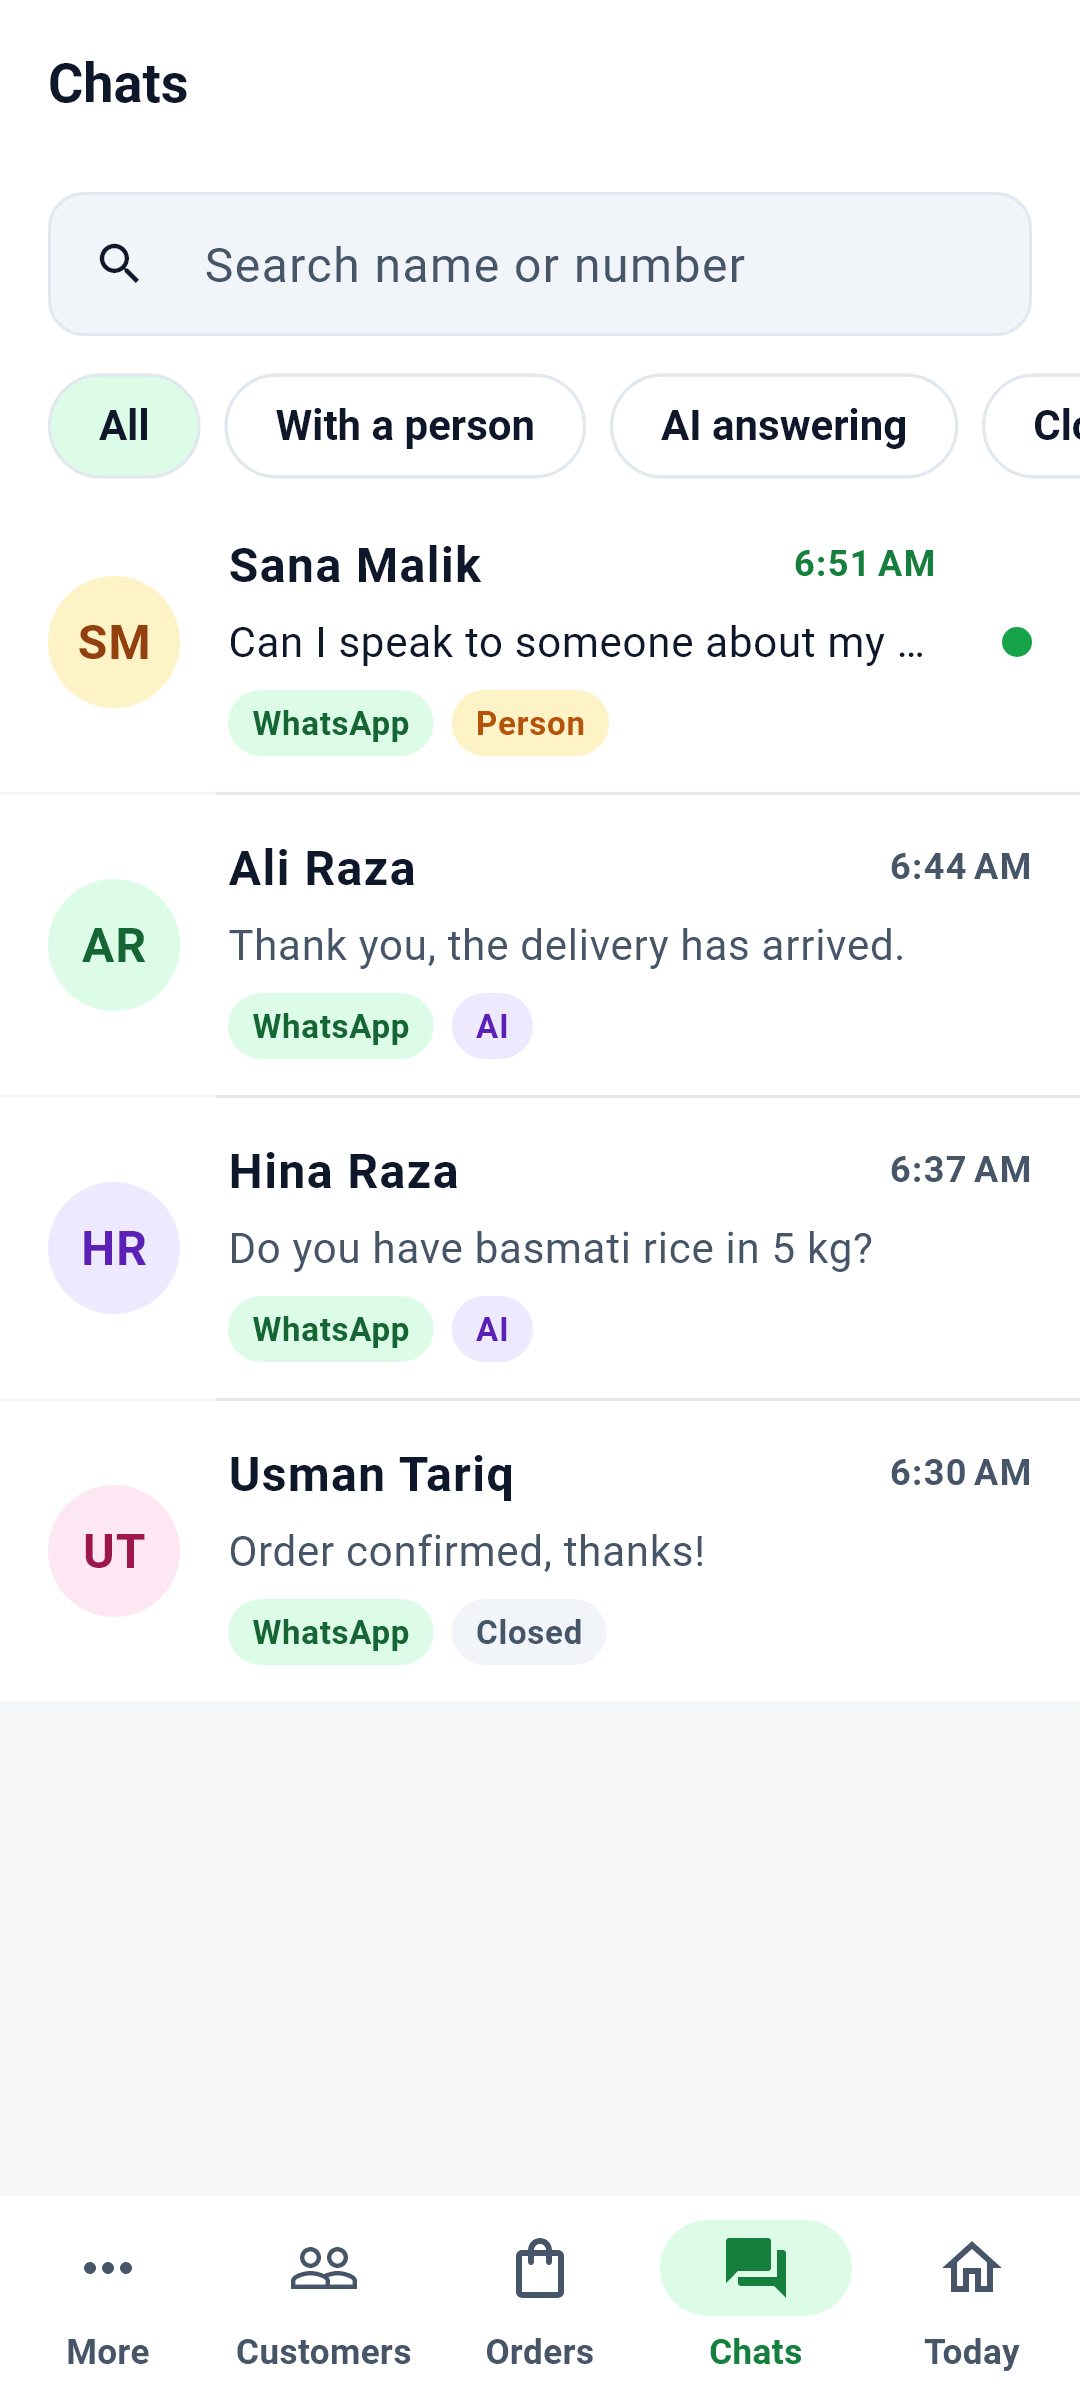 Chats
Search name or number
All With a person AI answering Clo
Sana Malik 6:51 AM
SM
Can I speak to someone about my …
WhatsApp Person
Ali Raza 6:44 AM
AR
Thank you, the delivery has arrived.
WhatsApp AI
Hina Raza 6:37 AM
HR
Do you have basmati rice in 5 kg?
WhatsApp AI
Usman Tariq 6:30 AM
UT
Order confirmed, thanks!
WhatsApp Closed
More Customers Orders Chats Today